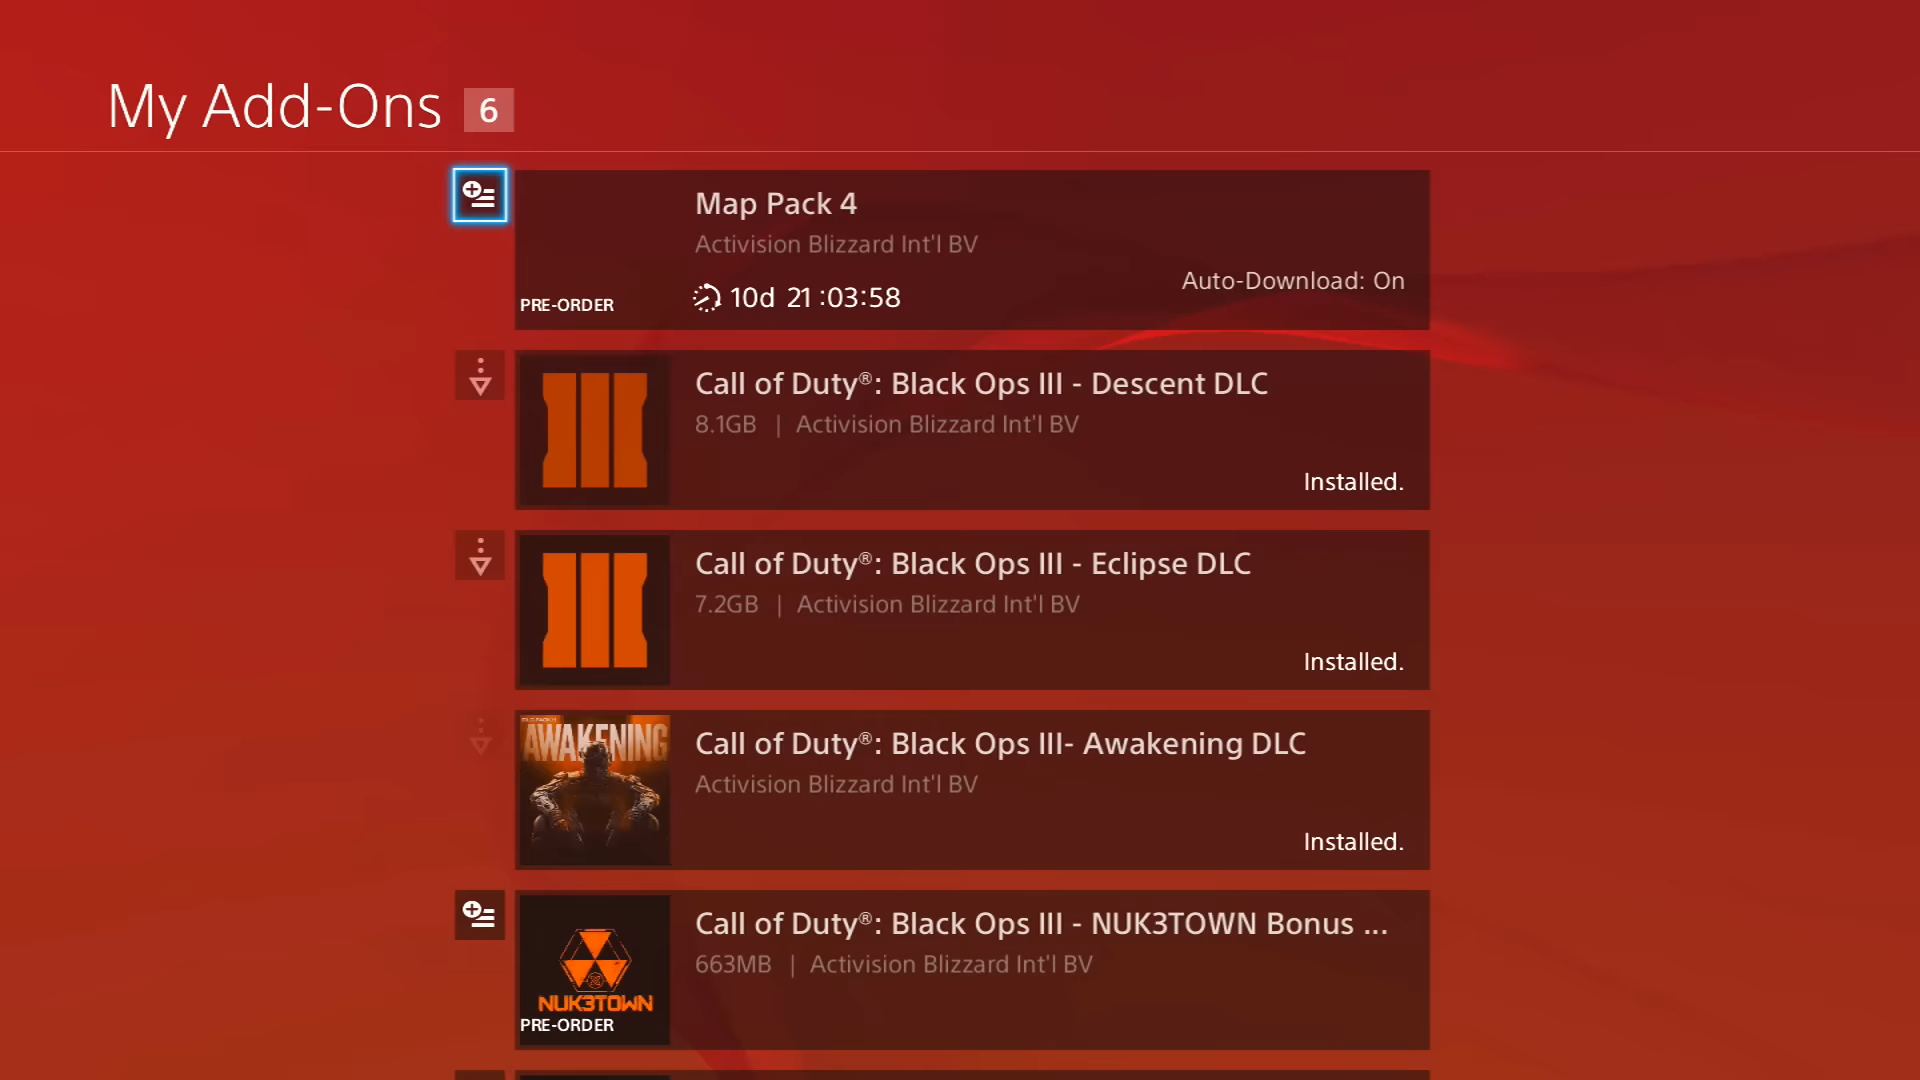 My Add-Ons 6
Map Pack 4
Activision Blizzard Int'l BV
PRE-ORDER
10d 21:03:58
Auto-Download: On
Call of Duty®: Black Ops III - Descent DLC
8.1GB | Activision Blizzard Int'l BV
Installed.
Call of Duty®: Black Ops III - Eclipse DLC
7.2GB | Activision Blizzard Int'l BV
Installed.
AWAKENING
Call of Duty®: Black Ops III- Awakening DLC
Activision Blizzard Int'l BV
Installed.
Call of Duty®: Black Ops III - NUK3TOWN Bonus ...
663MB | Activision Blizzard Int'l BV
NUK3TOWN
PRE-ORDER